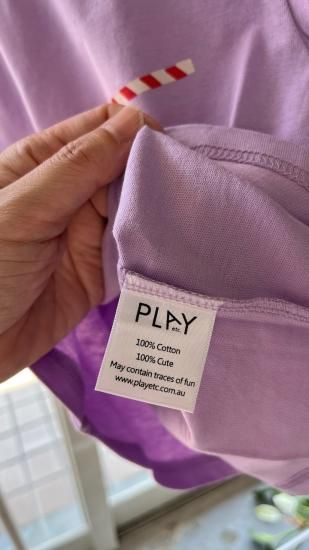 PLAY
etc.
100% Cotton
100% Cute
May contain traces of fun
www.playetc.com.au